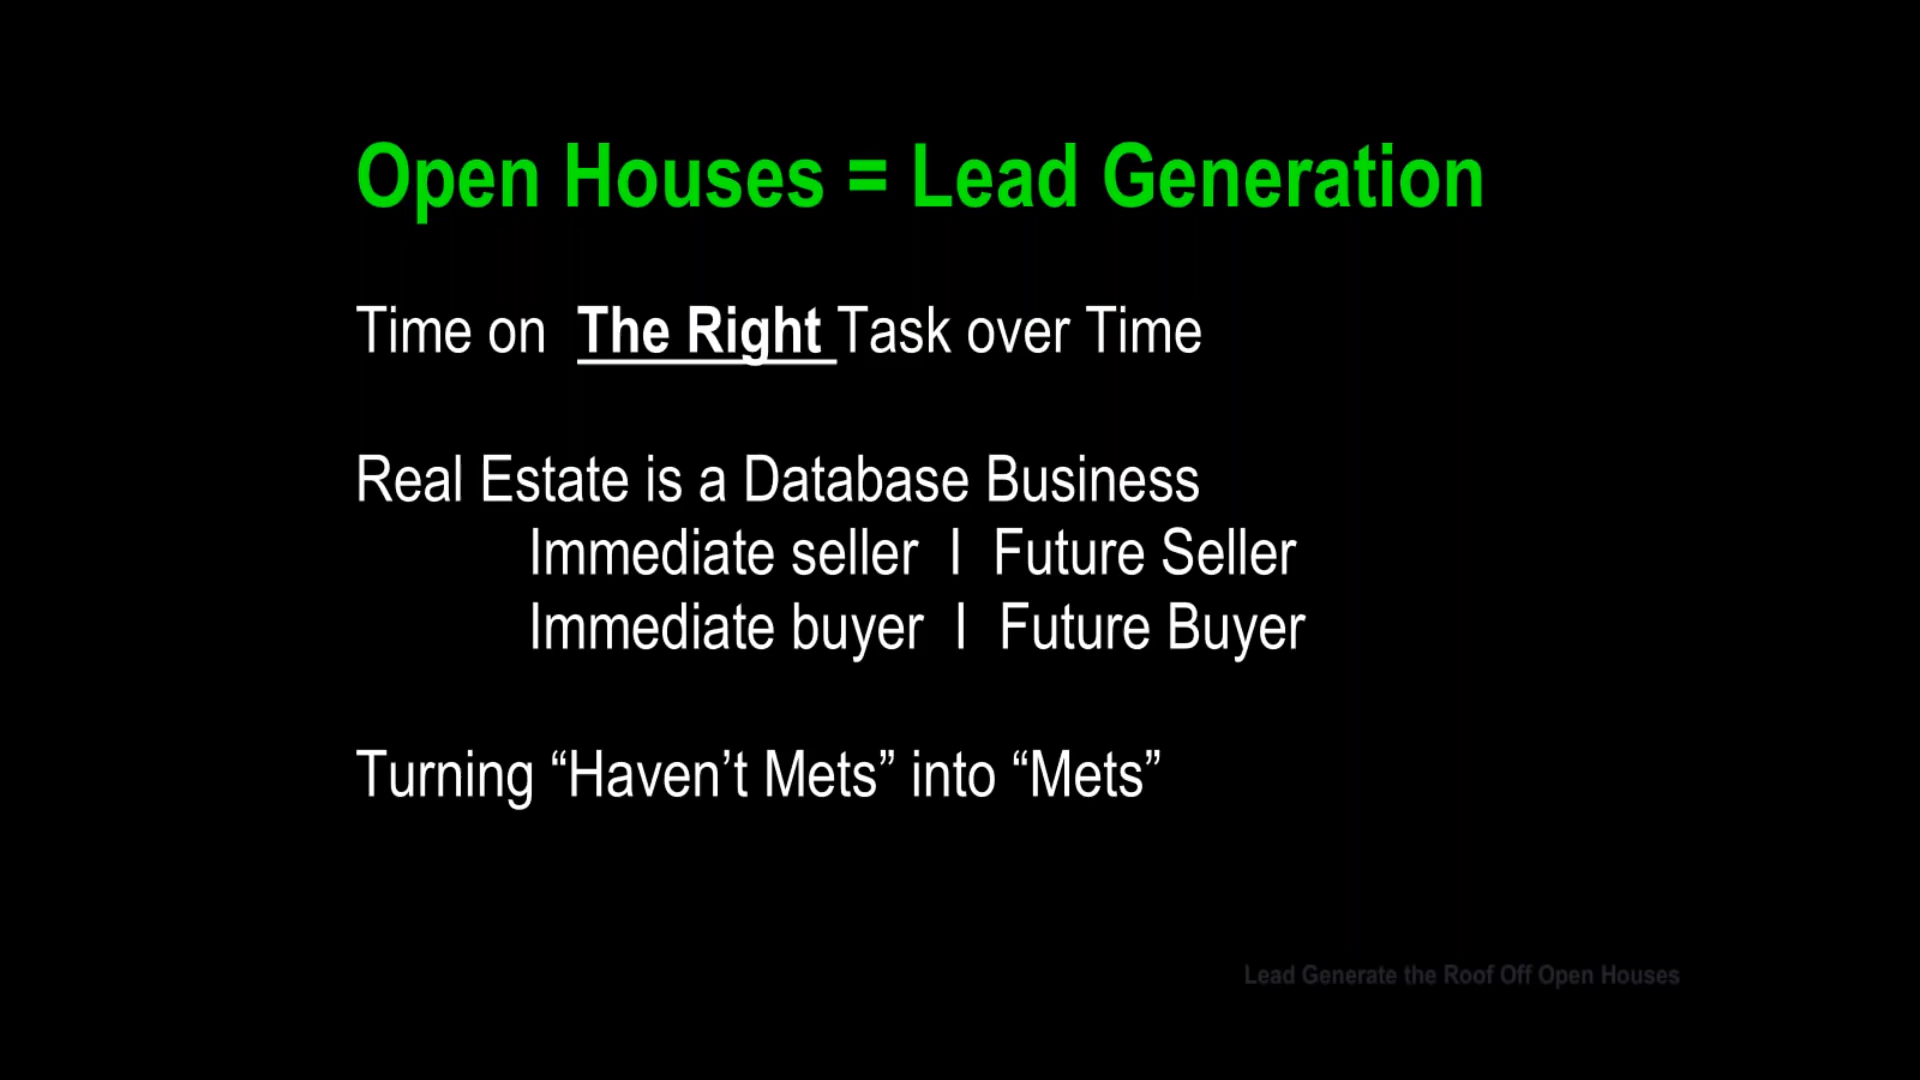 Open Houses = Lead Generation
Time on The Right Task over Time
Real Estate is a Database Business
Immediate seller I Future Seller
Immediate buyer I Future Buyer
Turning “Haven’t Mets” into “Mets”
Lead Generate the Roof Off Open Houses